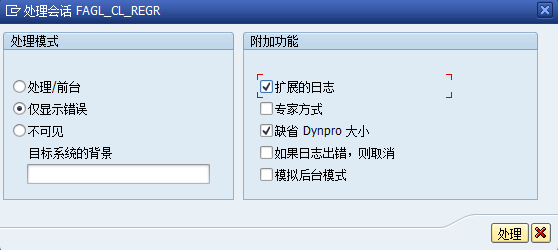 处理会话 FAGL_CL_REGR
处理模式
处理/前台
仅显示错误
不可见
目标系统的背景
附加功能
扩展的日志
专家方式
缺省 Dynpro 大小
如果日志出错，则取消
模拟后台模式
处理